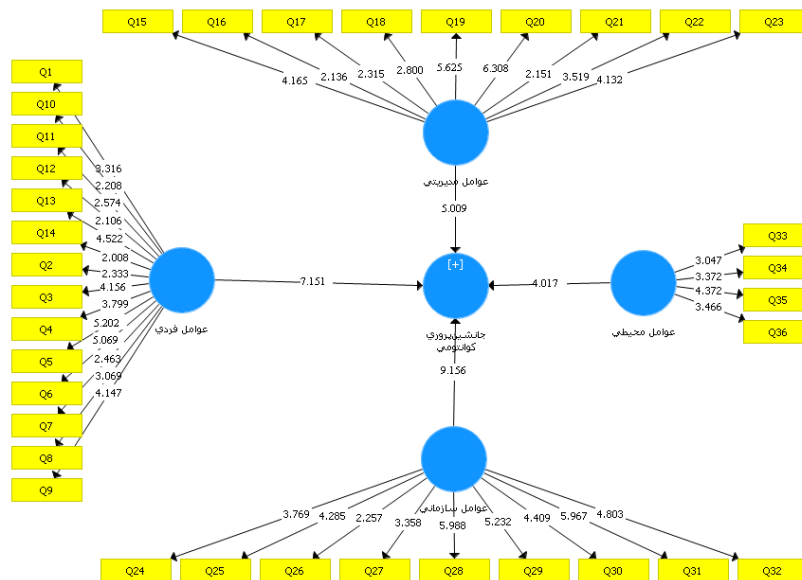 Q15
Q16
Q17
Q18
Q19
Q20
Q21
Q22
Q23
4.165
2.136
2.315
2.800
5.625
6.308
2.151
3.519
4.132
عوامل مديريتي
5.009
Q1
Q10
Q11
Q12
Q13
Q14
Q2
Q3
Q4
Q5
Q6
Q7
Q8
Q9
3.316
2.208
2.574
2.106
4.522
2.008
2.333
4.156
3.799
5.202
5.069
2.463
3.069
4.147
عوامل فردي
7.151
[+]
جانشين‌پروري
كوانتومي
4.017
عوامل محيطي
3.047
3.372
4.372
3.466
Q33
Q34
Q35
Q36
9.156
عوامل سازماني
3.769
4.285
2.257
3.358
5.988
5.232
4.409
5.967
4.803
Q24
Q25
Q26
Q27
Q28
Q29
Q30
Q31
Q32